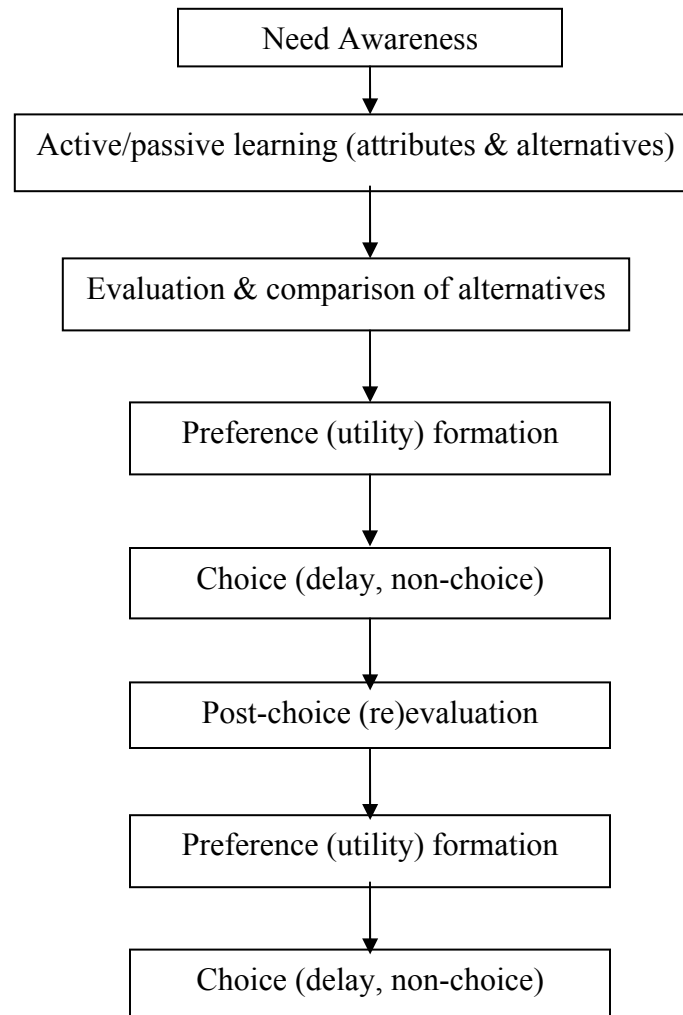 Need Awareness
Active/passive learning (attributes & alternatives)
Evaluation & comparison of alternatives
Preference (utility) formation
Choice (delay, non-choice)
Post-choice (re)evaluation
Preference (utility) formation
Choice (delay, non-choice)